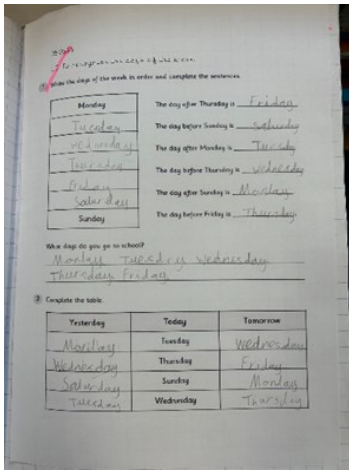 1 Write the days of the week in order and complete the sentences.
Monday
Tuesday
wednesday
Thursday
Friday
Saturday
Sunday
The day after Thursday is Friday
The day before Sunday is Saturday
The day after Monday is Tuesday
The day before Thursday is wednesday
The day after Sunday is Monday
The day before Friday is Thursday
What days do you go to school?
Monday Tuesday Wednesday
Thursday Friday
2 Complete the table.
Yesterday Today Tomorrow
Monday Tuesday Wednesday
Wednesday Thursday Friday
Saturday Sunday Monday
Tuesday Wednesday Thursday